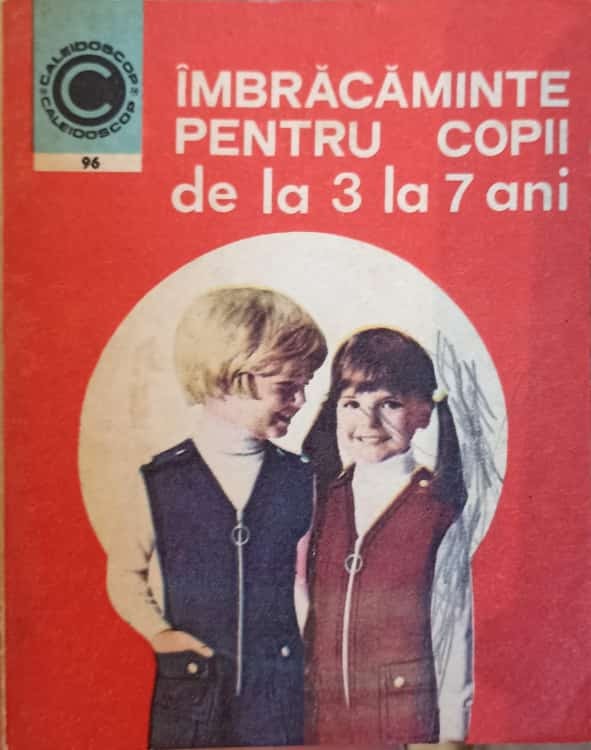 CALEIDOSCOP
C
CALEIDOSCOP
96
ÎMBRĂCĂMINTE
PENTRU COPII
de la 3 la 7 ani